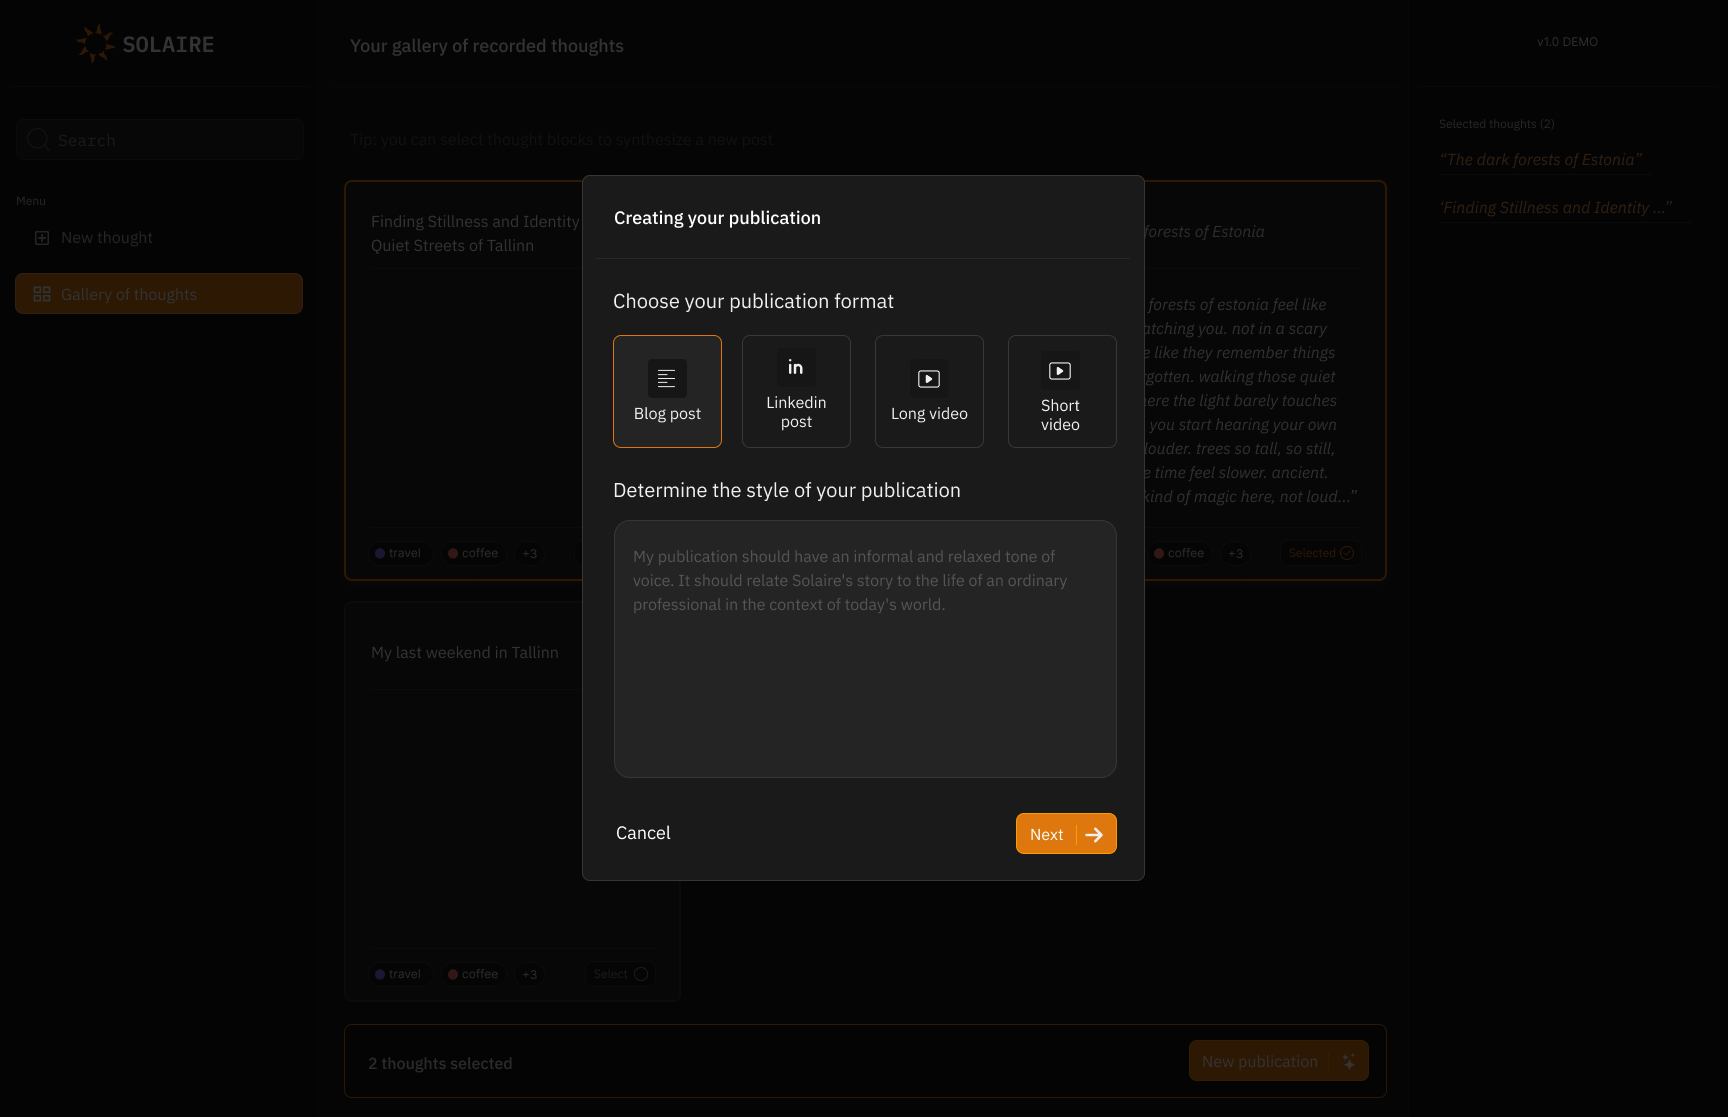 SOLAIRE
Your gallery of recorded thoughts
v1.0 DEMO
Search
Menu
New thought
Gallery of thoughts
Tip: you can select thought blocks to synthesize a new post
Finding Stillness and Identity
Quiet Streets of Tallinn
travel
coffee
+3
forests of Estonia
forests of estonia feel like
atching you. not in a scary
e like they remember things
gotten. walking those quiet
ere the light barely touches
you start hearing your own
louder. trees so tall, so still,
e time feel slower. ancient.
kind of magic here, not loud...”
coffee
+3
Selected
My last weekend in Tallinn
travel
coffee
+3
Select
2 thoughts selected
New publication
Selected thoughts (2)
“The dark forests of Estonia”
‘Finding Stillness and Identity ...”
Creating your publication
Choose your publication format
Blog post
in
Linkedin
post
Long video
Short
video
Determine the style of your publication
My publication should have an informal and relaxed tone of
voice. It should relate Solaire's story to the life of an ordinary
professional in the context of today's world.
Cancel
Next